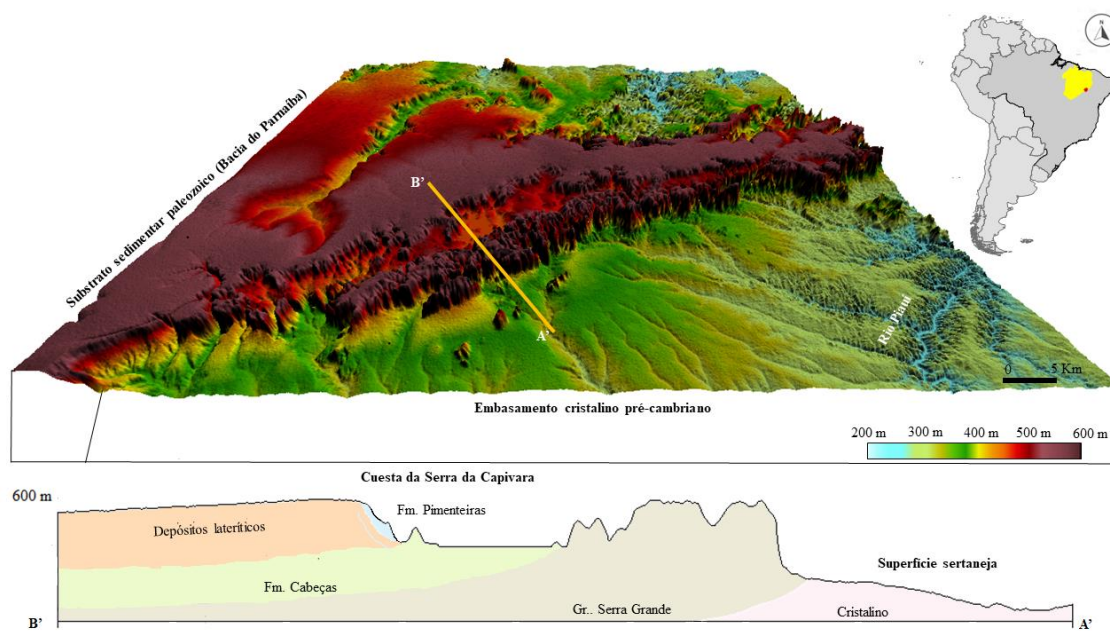 N
Substrato sedimentar paleozoico (Bacia do Parnaíba)
B’
A’
Rio Piauí
0 5 Km
Embasamento cristalino pré-cambriano
200 m 300 m 400 m 500 m 600 m
Cuesta da Serra da Capivara
600 m
Fm. Pimenteiras
Depósitos lateríticos
Superfície sertaneja
Fm. Cabeças
Gr.. Serra Grande
Cristalino
B’
A’